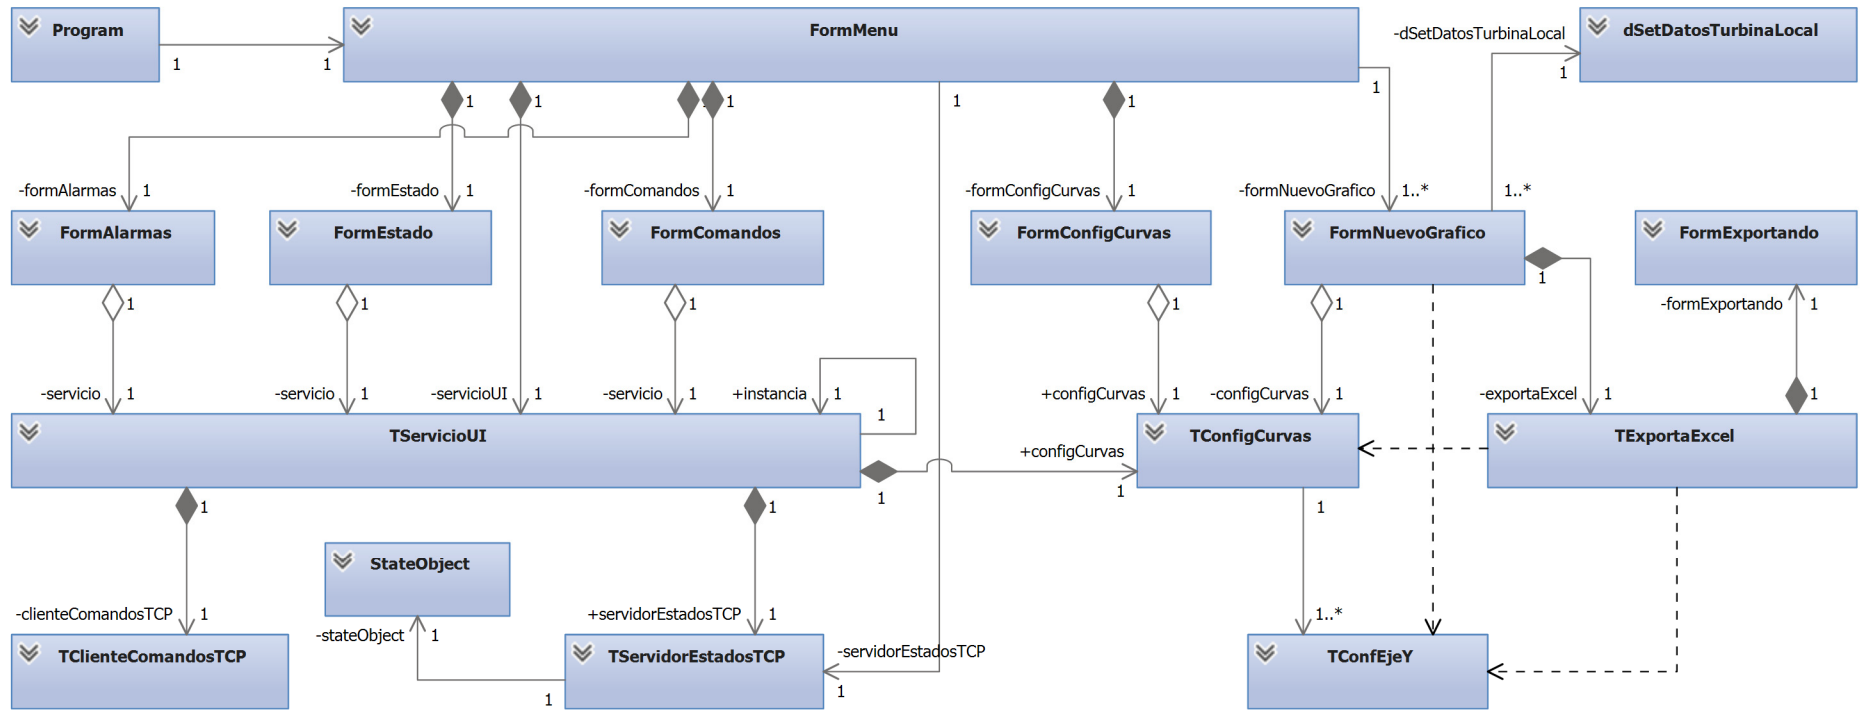 Program
FormMenu
dSetDatosTurbinaLocal
-dSetDatosTurbinaLocal
1
1
1
1
1
1
1
1
1
1
-formAlarmas
1
-formEstado
1
-formComandos
1
-formConfigCurvas
1
-formNuevoGrafico
1..*
1..*
FormAlarmas
FormEstado
FormComandos
FormConfigCurvas
FormNuevoGrafico
FormExportando
1
1
1
1
1
1
-formExportando
1
-servicio
1
-servicio
1
-servicioUI
1
-servicio
1
+instancia
1
1
+configCurvas
1
-configCurvas
1
-exportaExcel
1
1
TServicioUI
TConfigCurvas
TExportaExcel
+configCurvas
1
1
1
1
1
StateObject
-clienteComandosTCP
1
+servidorEstadosTCP
1
1..*
-stateObject
1
-servidorEstadosTCP
TClienteComandosTCP
TServidorEstadosTCP
TConfEjeY
1
1